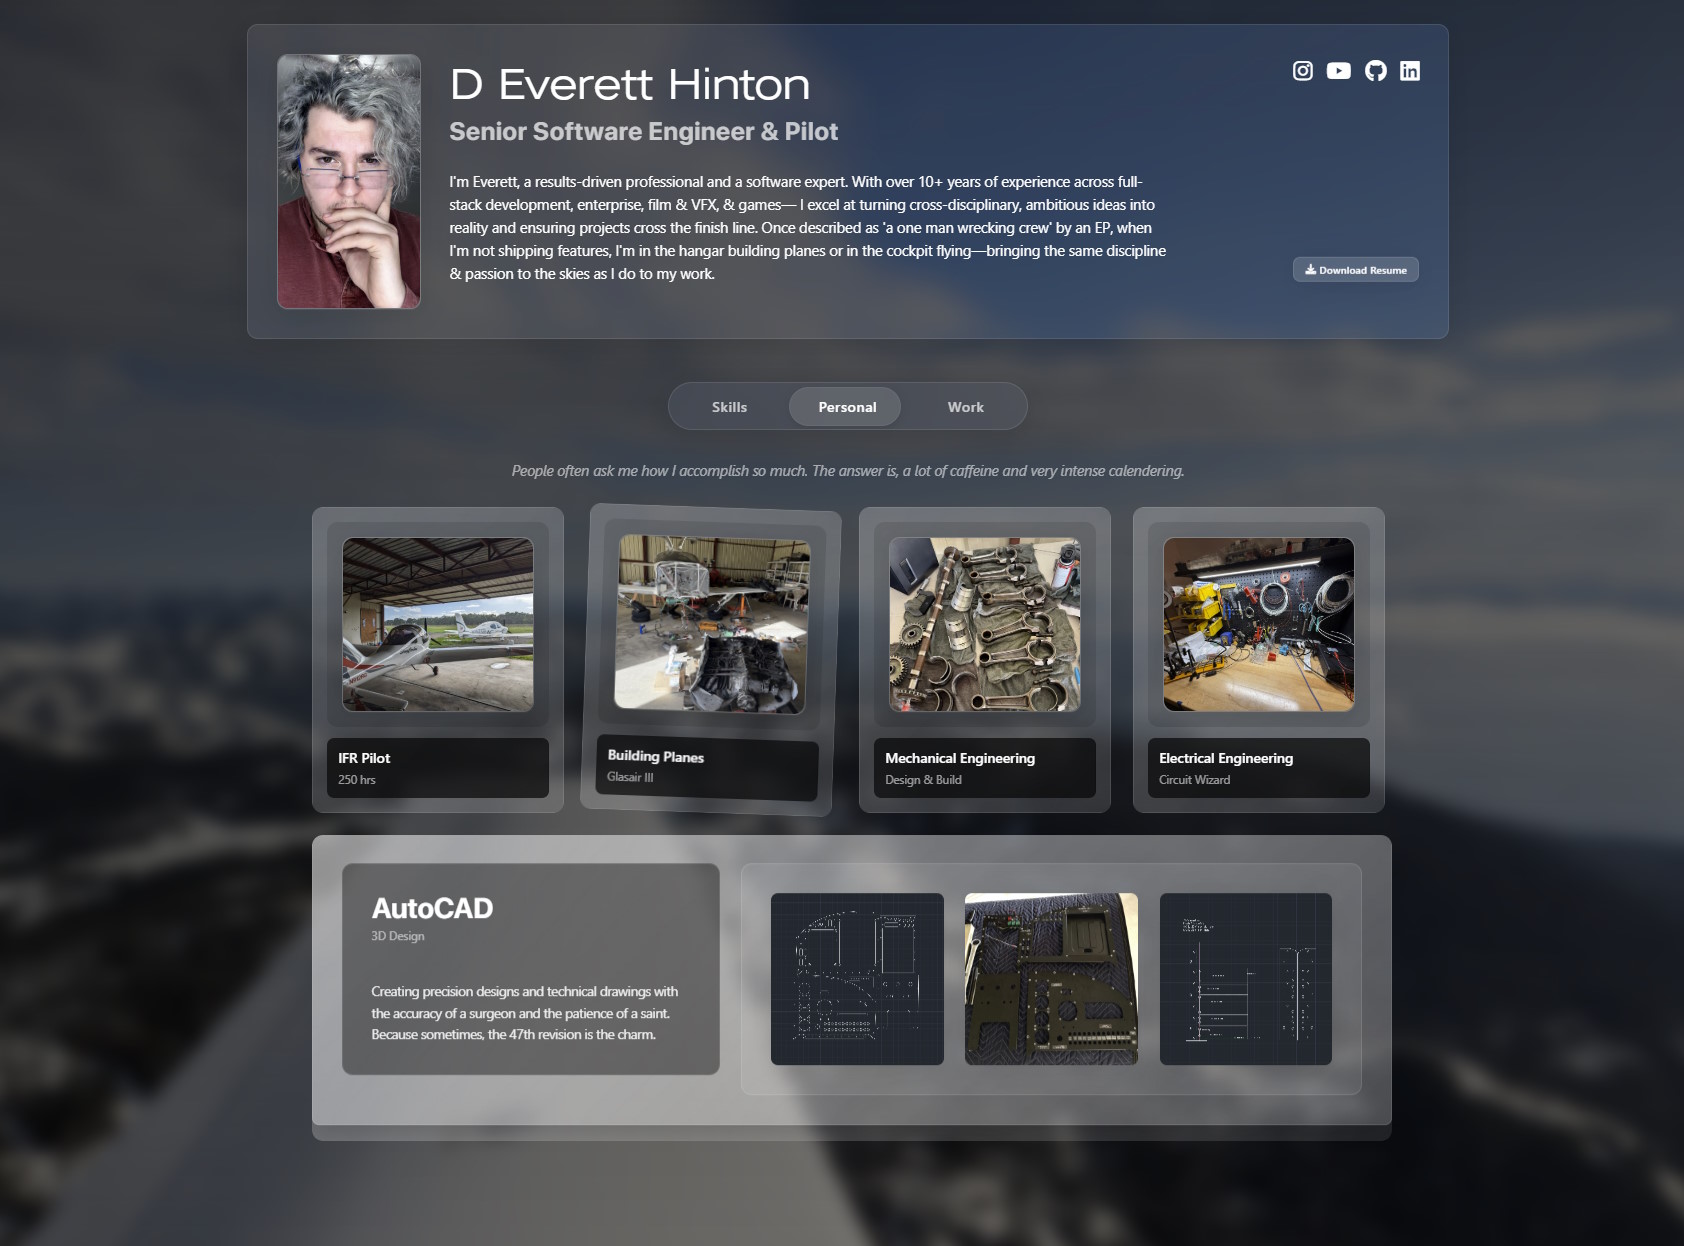 D Everett Hinton
Senior Software Engineer & Pilot
I'm Everett, a results-driven professional and a software expert. With over 10+ years of experience across full-
stack development, enterprise, film & VFX, & games— I excel at turning cross-disciplinary, ambitious ideas into
reality and ensuring projects cross the finish line. Once described as 'a one man wrecking crew' by an EP, when
I'm not shipping features, I'm in the hangar building planes or in the cockpit flying—bringing the same discipline
& passion to the skies as I do to my work.
Download Resume
Skills
Personal
Work
People often ask me how I accomplish so much. The answer is, a lot of caffeine and very intense calendering.
IFR Pilot
250 hrs
Building Planes
Glasair III
Mechanical Engineering
Design & Build
Electrical Engineering
Circuit Wizard
AutoCAD
3D Design
Creating precision designs and technical drawings with
the accuracy of a surgeon and the patience of a saint.
Because sometimes, the 47th revision is the charm.